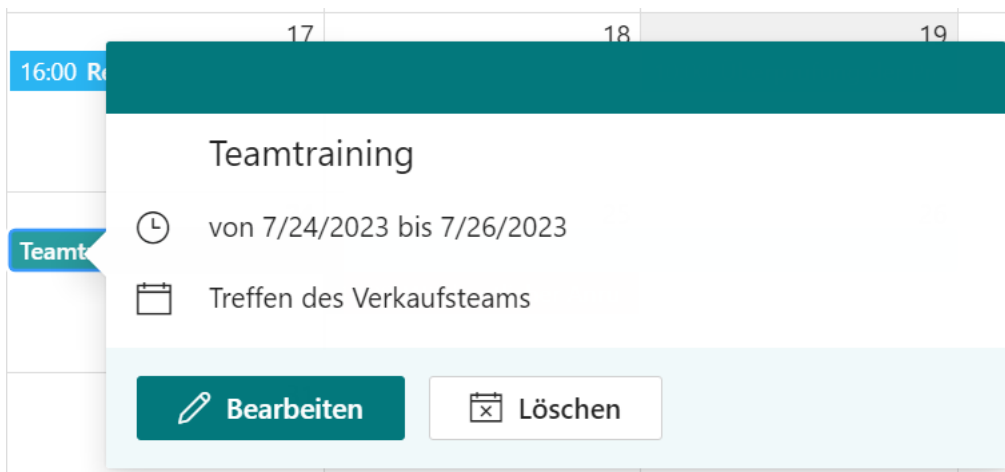 17 18 19
16:00
Teamtraining
von 7/24/2023 bis 7/26/2023
Treffen des Verkaufsteams
Bearbeiten Löschen